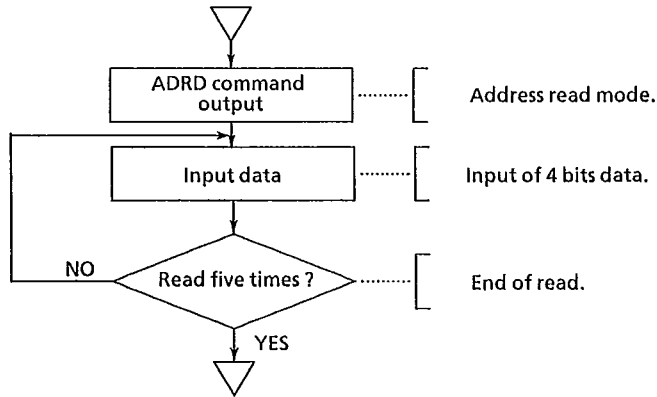 ADRD command
output
Address read mode.
Input data
Input of 4 bits data.
NO
Read five times ?
End of read.
YES